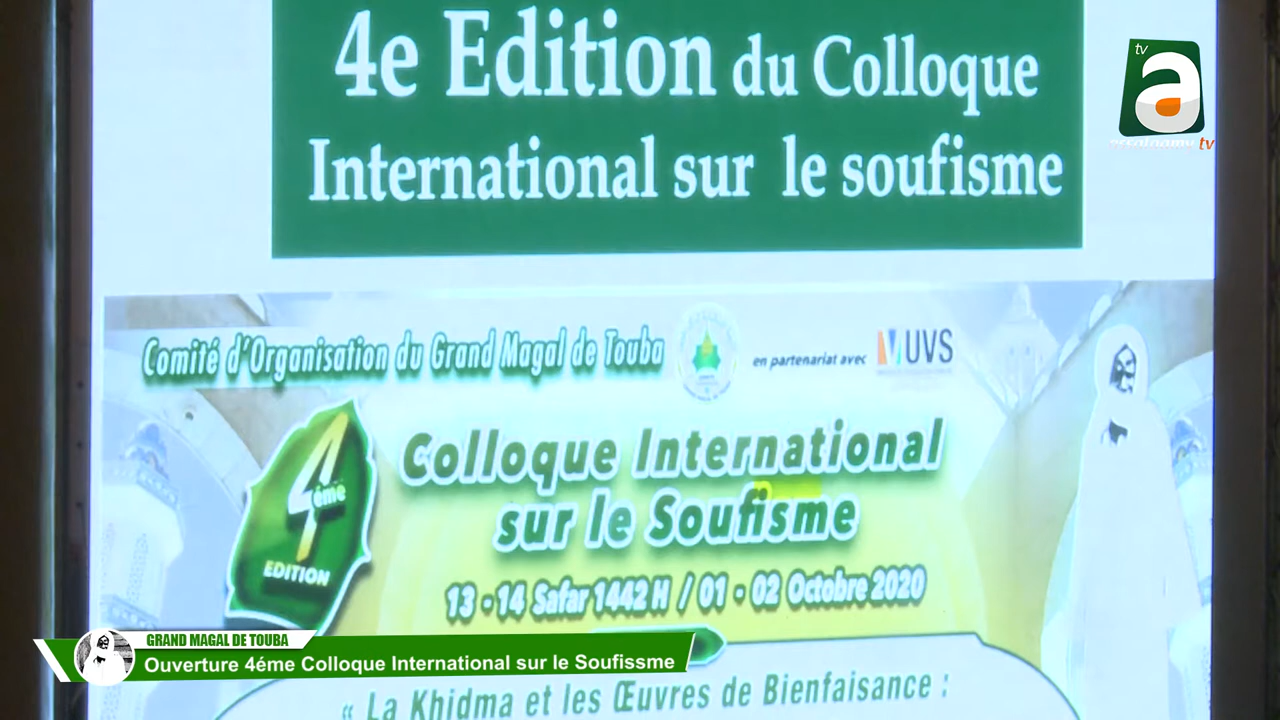 4e Edition du Colloque
International sur le soufisme
tv
a
tv
Comité d'Organisation du Grand Magal de Touba
en partenariat avec UVS
4ème
EDITION
Colloque International
sur le Soufisme
13 - 14 Safar 1442 H / 01 - 02 Octobre 2020
GRAND MAGAL DE TOUBA
Ouverture 4éme Colloque International sur le Soufissme
« La Khidma et les Œuvres de Bienfaisance :